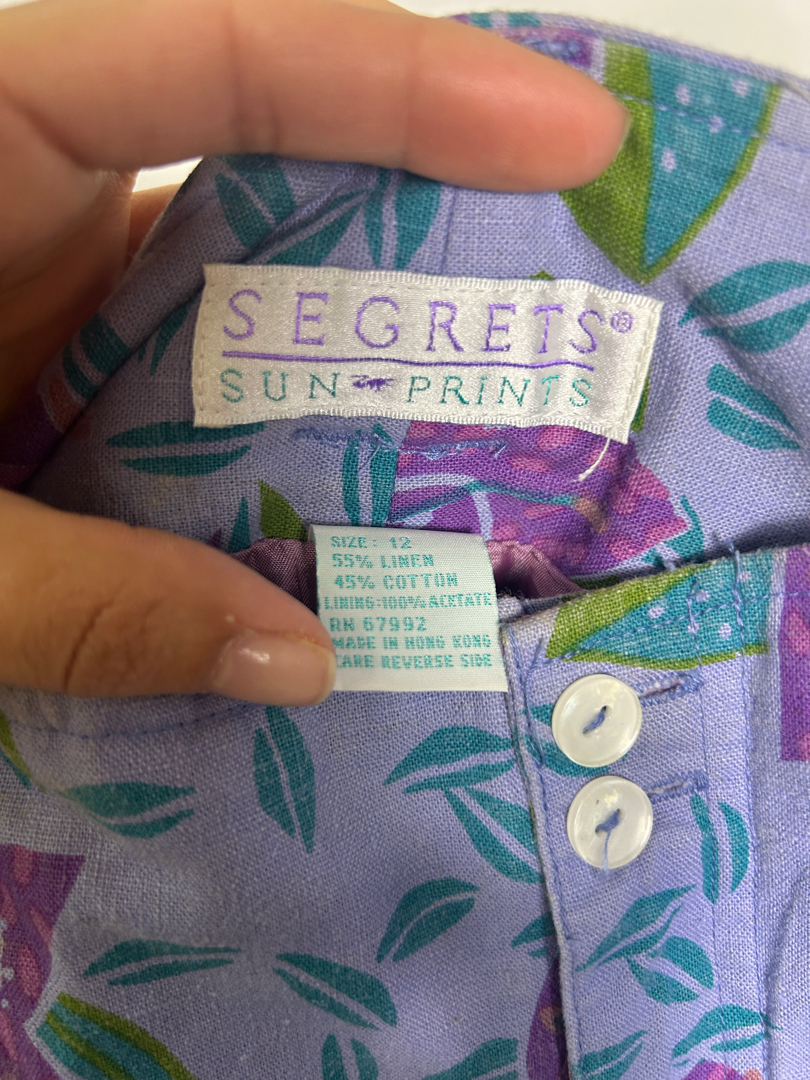 SEGRETS®
SUN PRINTS
SIZE: 12
55% LINEN
45% COTTON
LINING-100% ACETATE
RN 67992
MADE IN HONG KONG
CARE REVERSE SIDE